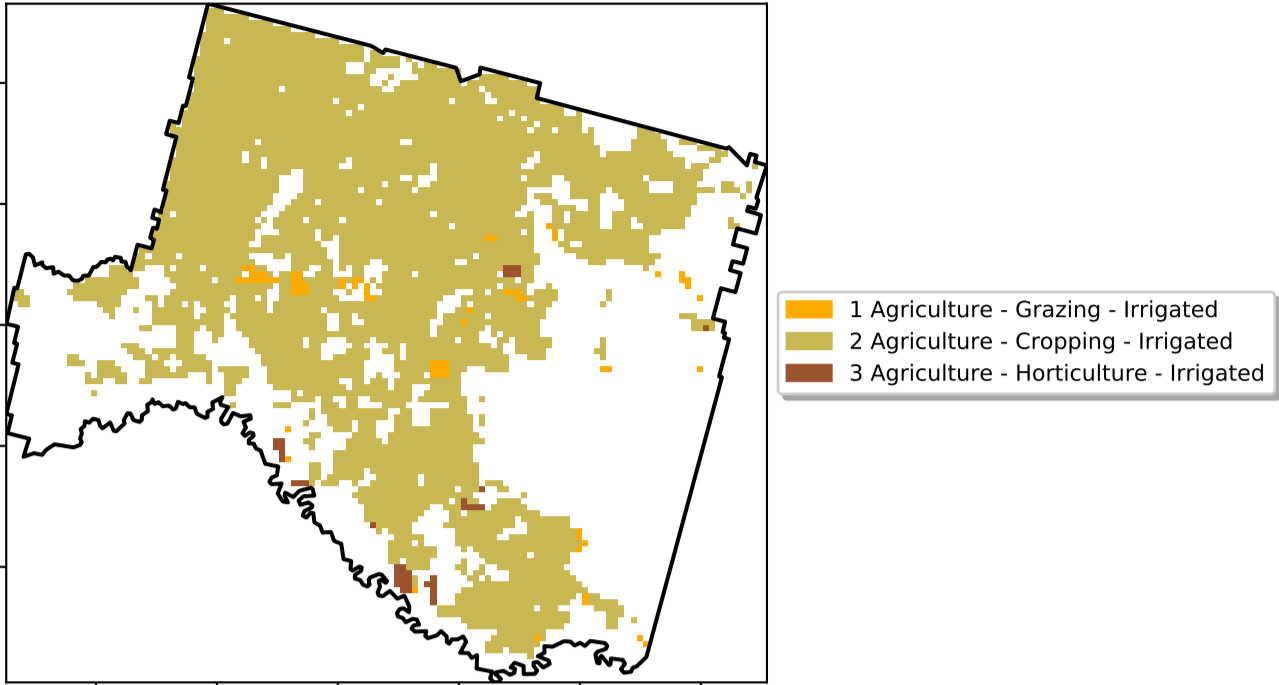 1 Agriculture - Grazing - Irrigated
2 Agriculture - Cropping - Irrigated
3 Agriculture - Horticulture - Irrigated